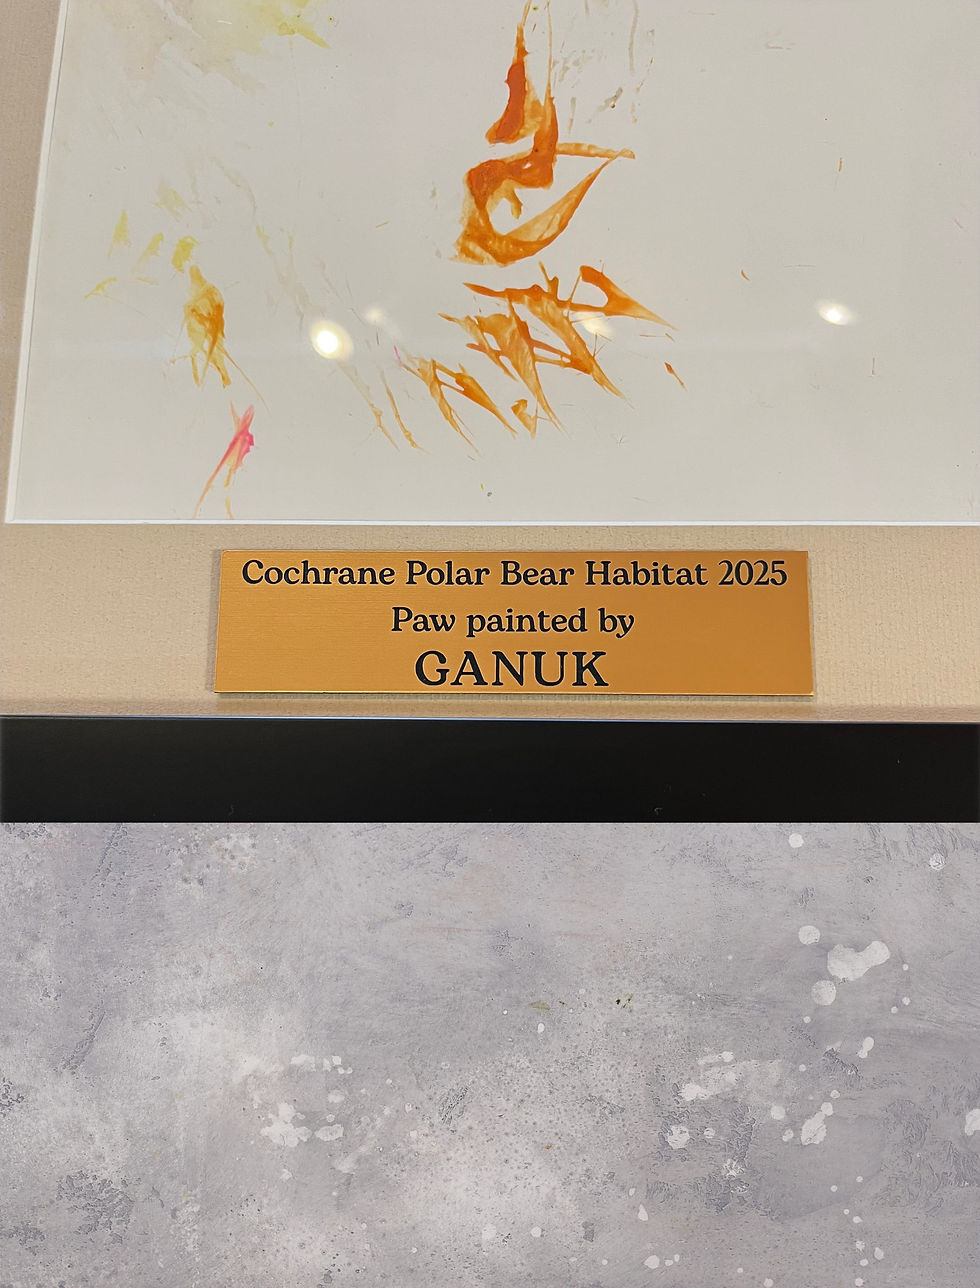 Cochrane Polar Bear Habitat 2025
Paw painted by
GANUK